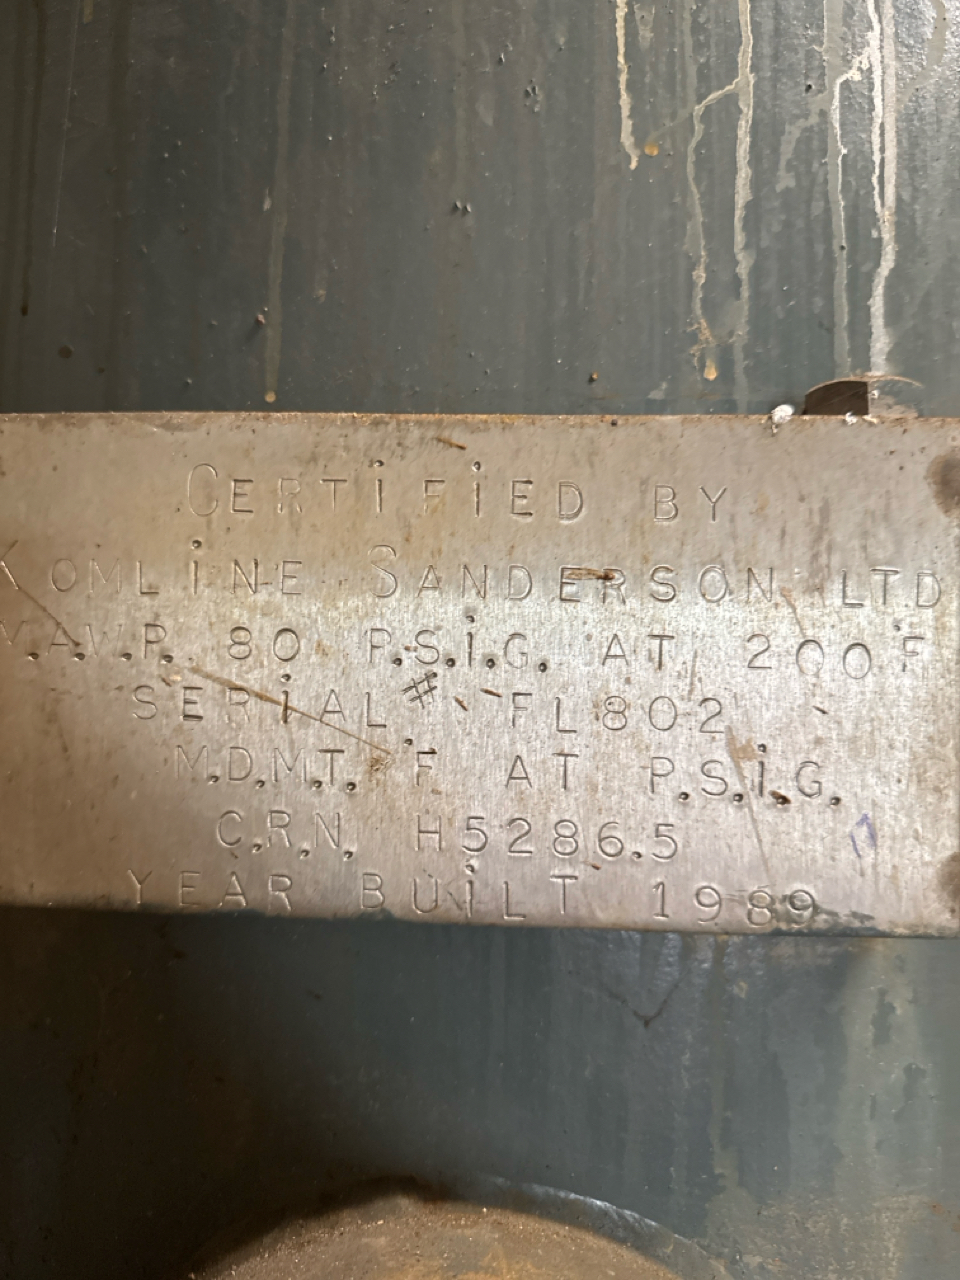 CERTiFiED BY
KOMLiNE SANDERSON LTD
M.A.W.P. 80 P.S.i.G. AT 200 F
SERiAL # FL802
M.D.M.T. F AT P.S.i.G.
C.R.N. H5286.5
YEAR BUiLT 1989